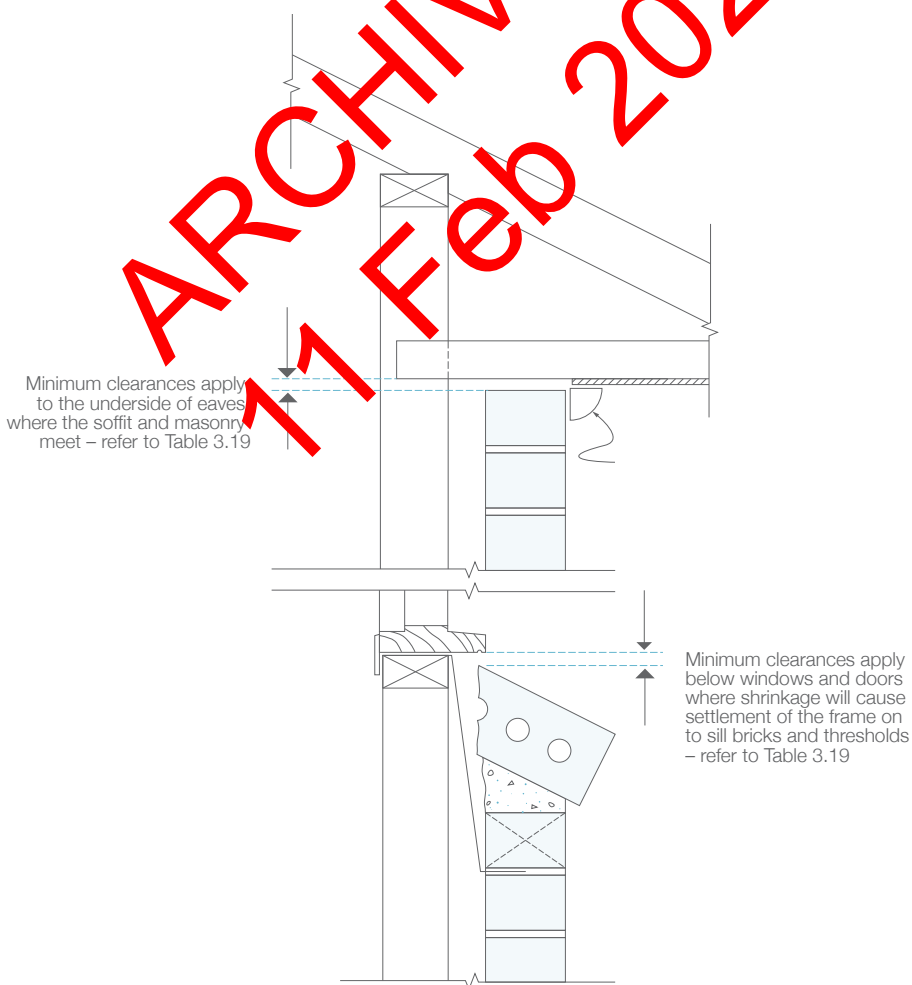 ARCHIV
11 Feb 202
Minimum clearances apply
to the underside of eaves
where the soffit and masonry
meet – refer to Table 3.19
Minimum clearances apply
below windows and doors
where shrinkage will cause
settlement of the frame on
to sill bricks and thresholds
– refer to Table 3.19